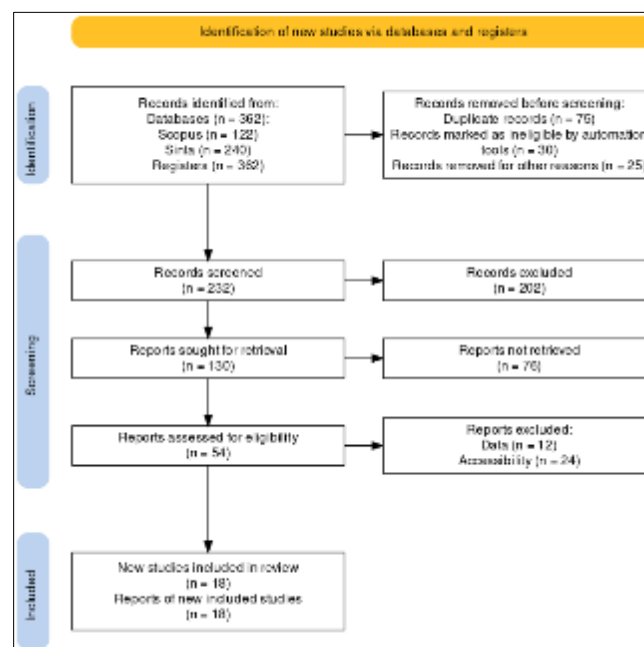 Identification of new studies via databases and registers
Identification
Records identified from:
Databases (n = 362):
Scopus (n = 122)
Sinta (n = 240)
Registers (n = 362)
Records removed before screening:
Duplicate records (n = 75)
Records marked as ineligible by automation
tools (n = 30)
Records removed for other reasons (n = 25)
Screening
Records screened
(n = 232)
Records excluded
(n = 202)
Reports sought for retrieval
(n = 130)
Reports not retrieved
(n = 76)
Reports assessed for eligibility
(n = 54)
Reports excluded:
Data (n = 12)
Accessibility (n = 24)
Included
New studies included in review
(n = 18)
Reports of new included studies
(n = 18)